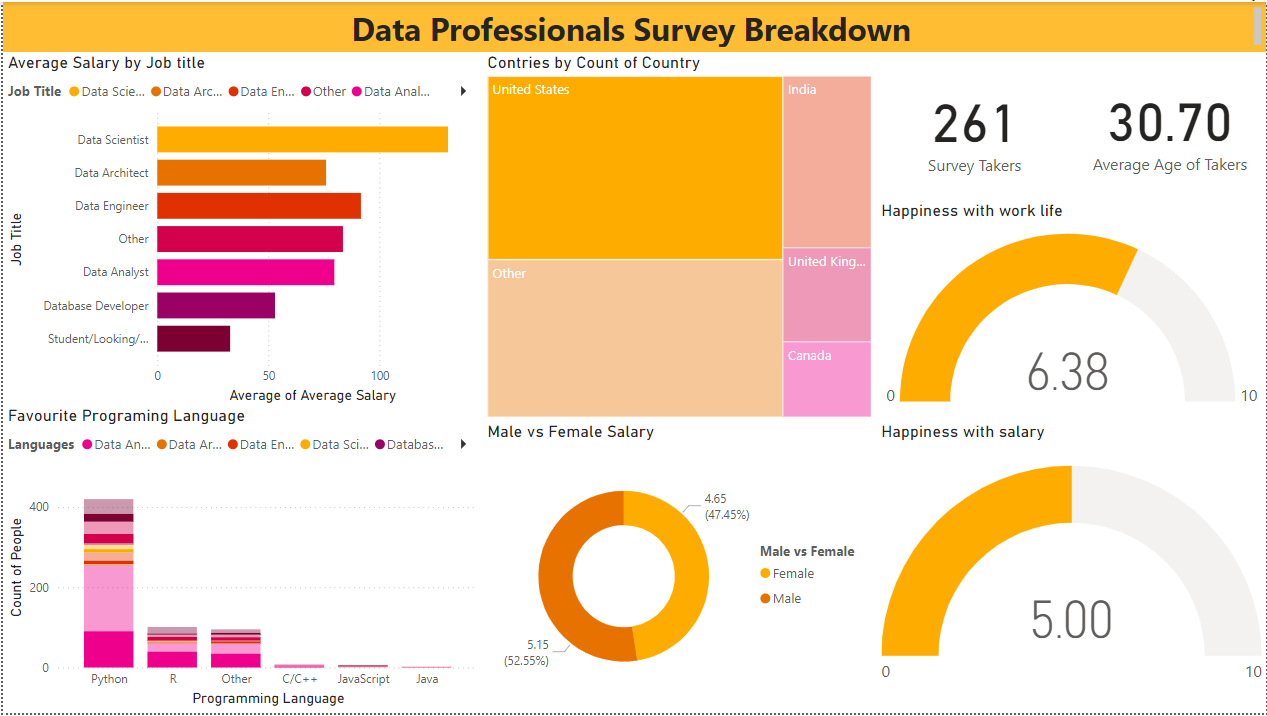 Data Professionals Survey Breakdown
Average Salary by Job title
Job Title Data Scie... Data Arc... Data En... Other Data Anal...
Job Title
Data Scientist
Data Architect
Data Engineer
Other
Data Analyst
Database Developer
Student/Looking/...
0 50 100
Average of Average Salary
Contries by Count of Country
United States
Other
India
United King...
Canada
261
Survey Takers
30.70
Average Age of Takers
Happiness with work life
6.38
0 10
Favourite Programing Language
Languages Data An... Data Ar... Data En... Data Sci... Databas...
Count of People
400
200
0
Python R Other C/C++ JavaScript Java
Programming Language
Male vs Female Salary
4.65
(47.45%)
5.15
(52.55%)
Male vs Female
Female
Male
Happiness with salary
5.00
0 10